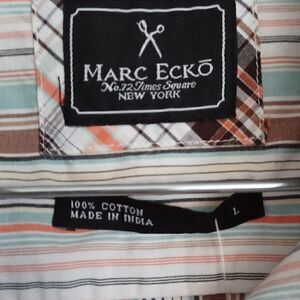 MARC ECKŌ
No. 72 Times Square
NEW YORK
100% COTTON
MADE IN INDIA
L